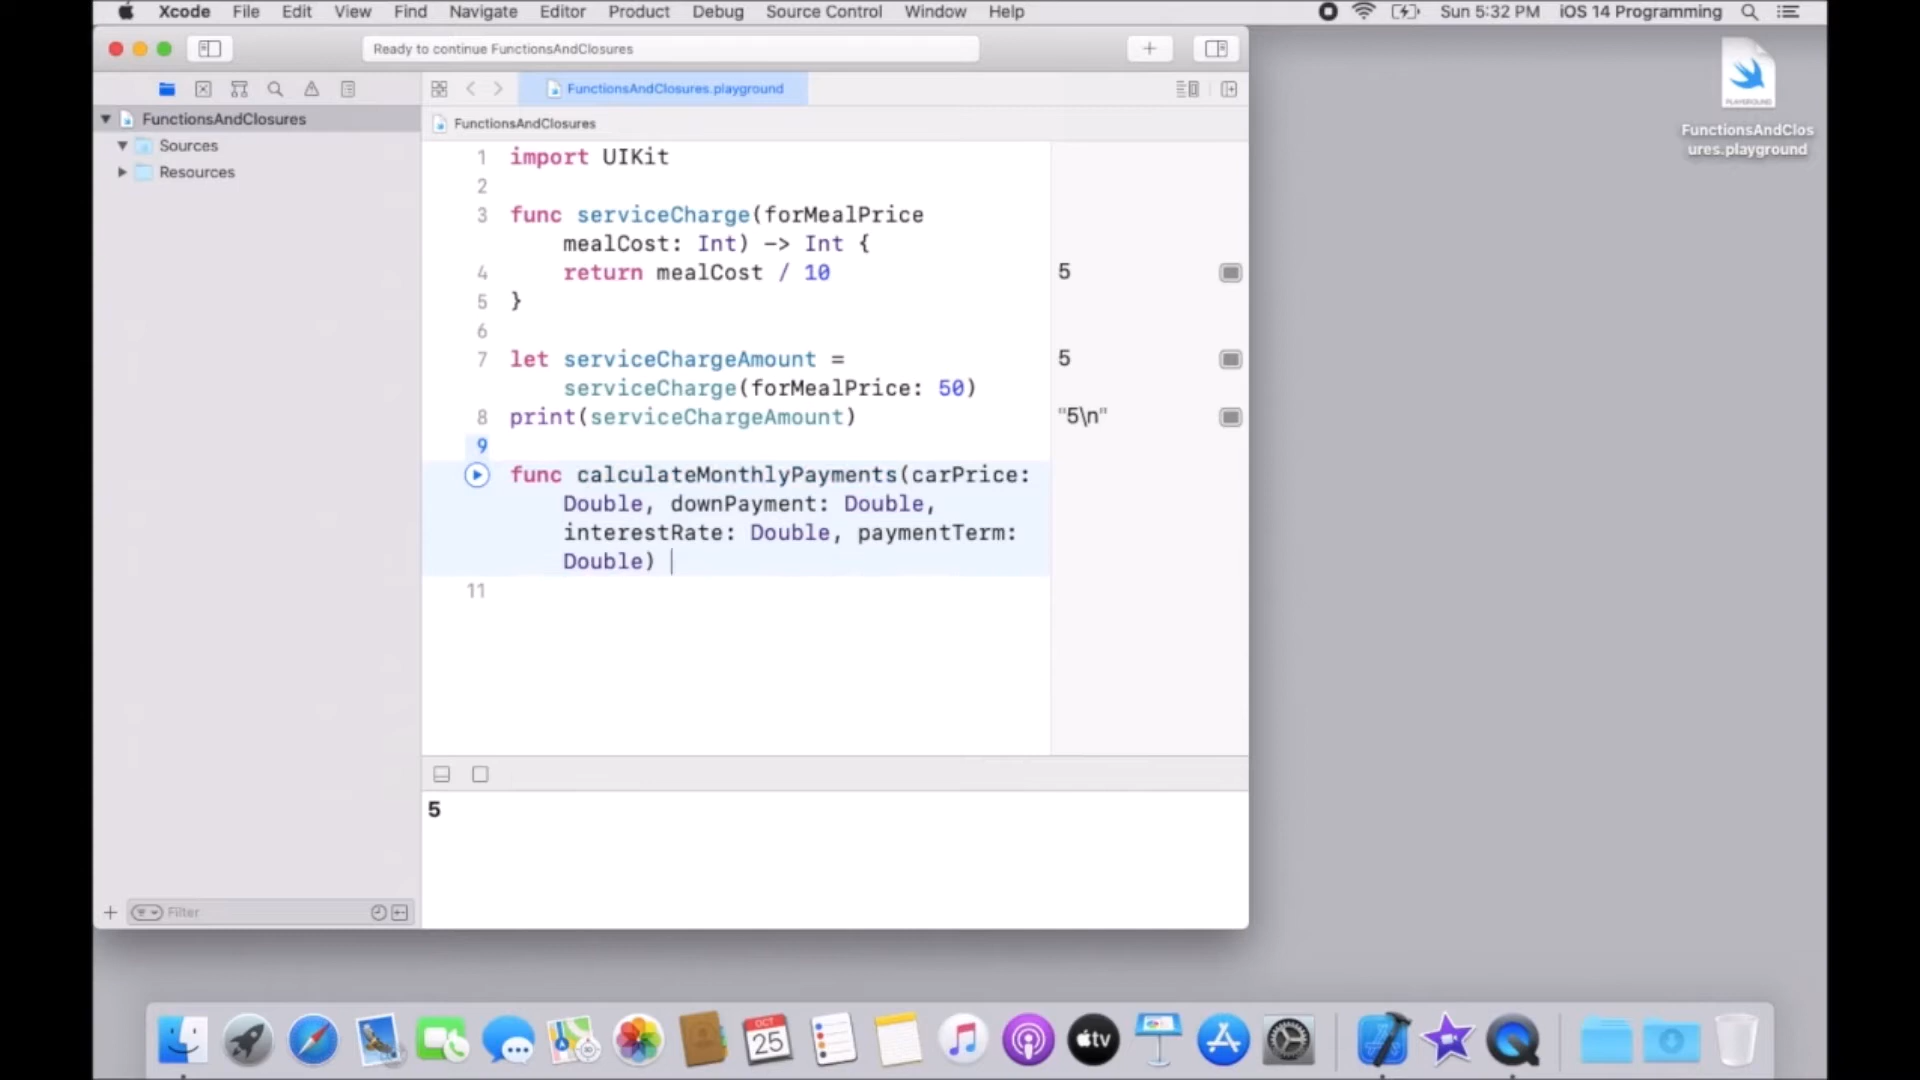 Xcode File Edit View Find Navigate Editor Product Debug Source Control Window Help Sun 5:32 PM iOS 14 Programming
Ready to continue FunctionsAndClosures
FunctionsAndClosures.playground
FunctionsAndClosures
FunctionsAndClosures
Sources
Resources
1 import UIKit
2
3 func serviceCharge(forMealPrice
mealCost: Int) -> Int {
4 return mealCost / 10 5
5 }
6
7 let serviceChargeAmount = 5
serviceCharge(forMealPrice: 50)
8 print(serviceChargeAmount) "5\n"
9
func calculateMonthlyPayments(carPrice:
Double, downPayment: Double,
interestRate: Double, paymentTerm:
Double)
11
5
Filter
PLAYGROUND
FunctionsAndClos
ures.playground
OCT
25
tv